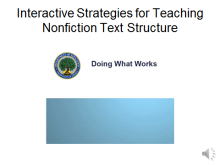 Interactive Strategies for Teaching
Nonfiction Text Structure
Doing What Works